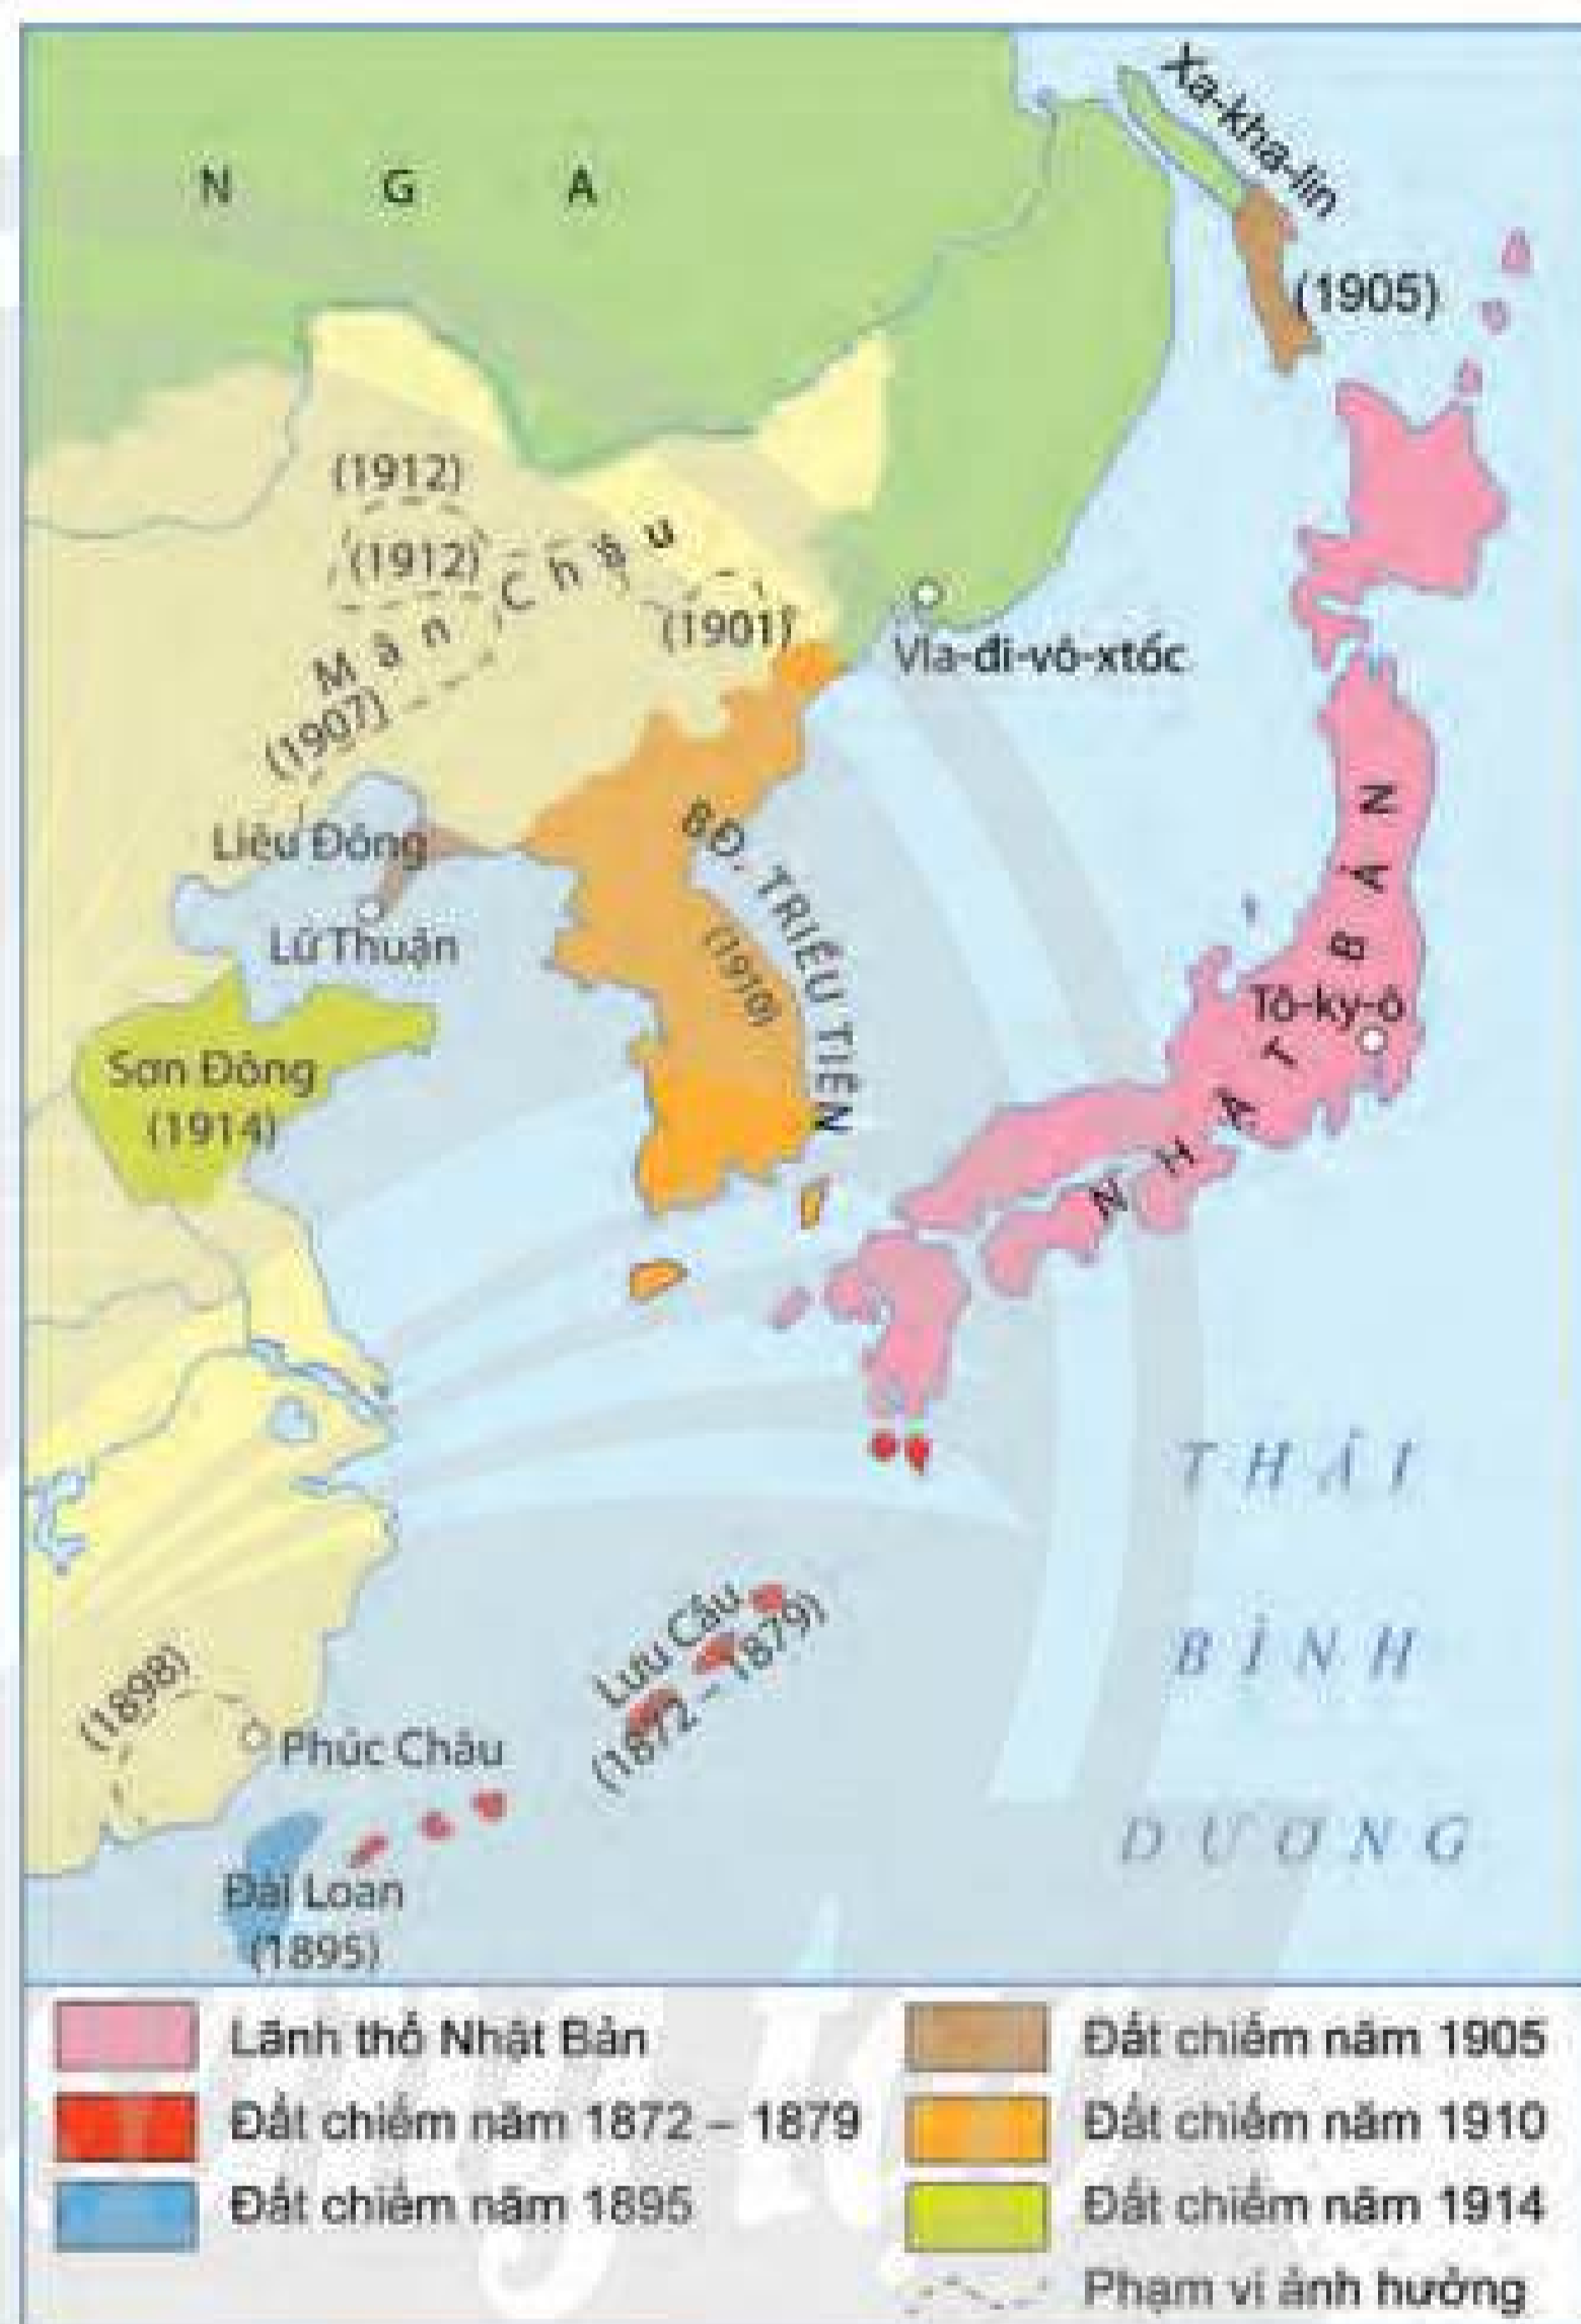 Xa-kha-lin
(1905)
N G A
(1912)
(1912)
Mãn Châu
(1901)
(1907)
Vla-đi-vô-xtốc
Liêu Đông
Lữ Thuận
BĐ. TRIỀU TIÊN
(1910)
Sơn Đông
(1914)
NHẬT BẢN
Tô-ky-ô
THÁI
BÌNH
DƯƠNG
Lưu Cầu
(1872 – 1879)
(1898)
Phúc Châu
Đài Loan
(1895)
Lãnh thổ Nhật Bản
Đất chiếm năm 1872 – 1879
Đất chiếm năm 1895
Đất chiếm năm 1905
Đất chiếm năm 1910
Đất chiếm năm 1914
Phạm vi ảnh hưởng